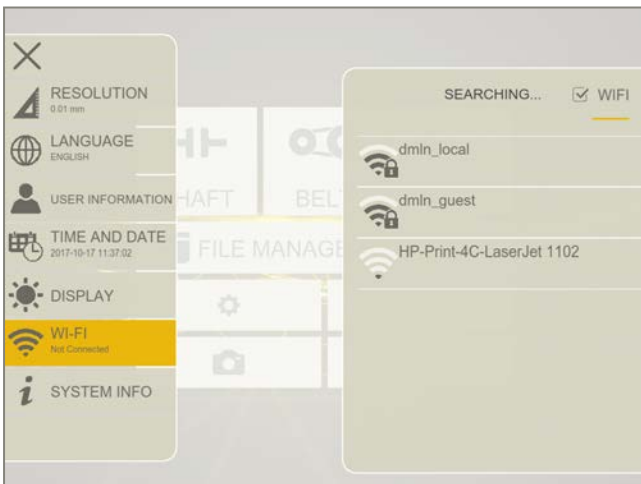 RESOLUTION
0.01 mm
LANGUAGE
ENGLISH
USER INFORMATION
TIME AND DATE
2017-10-17 11:37:02
DISPLAY
WI-FI
Not Connected
SYSTEM INFO
HAFT
BEL
FILE MANAGE
SEARCHING...
WIFI
dmln_local
dmln_guest
HP-Print-4C-LaserJet 1102